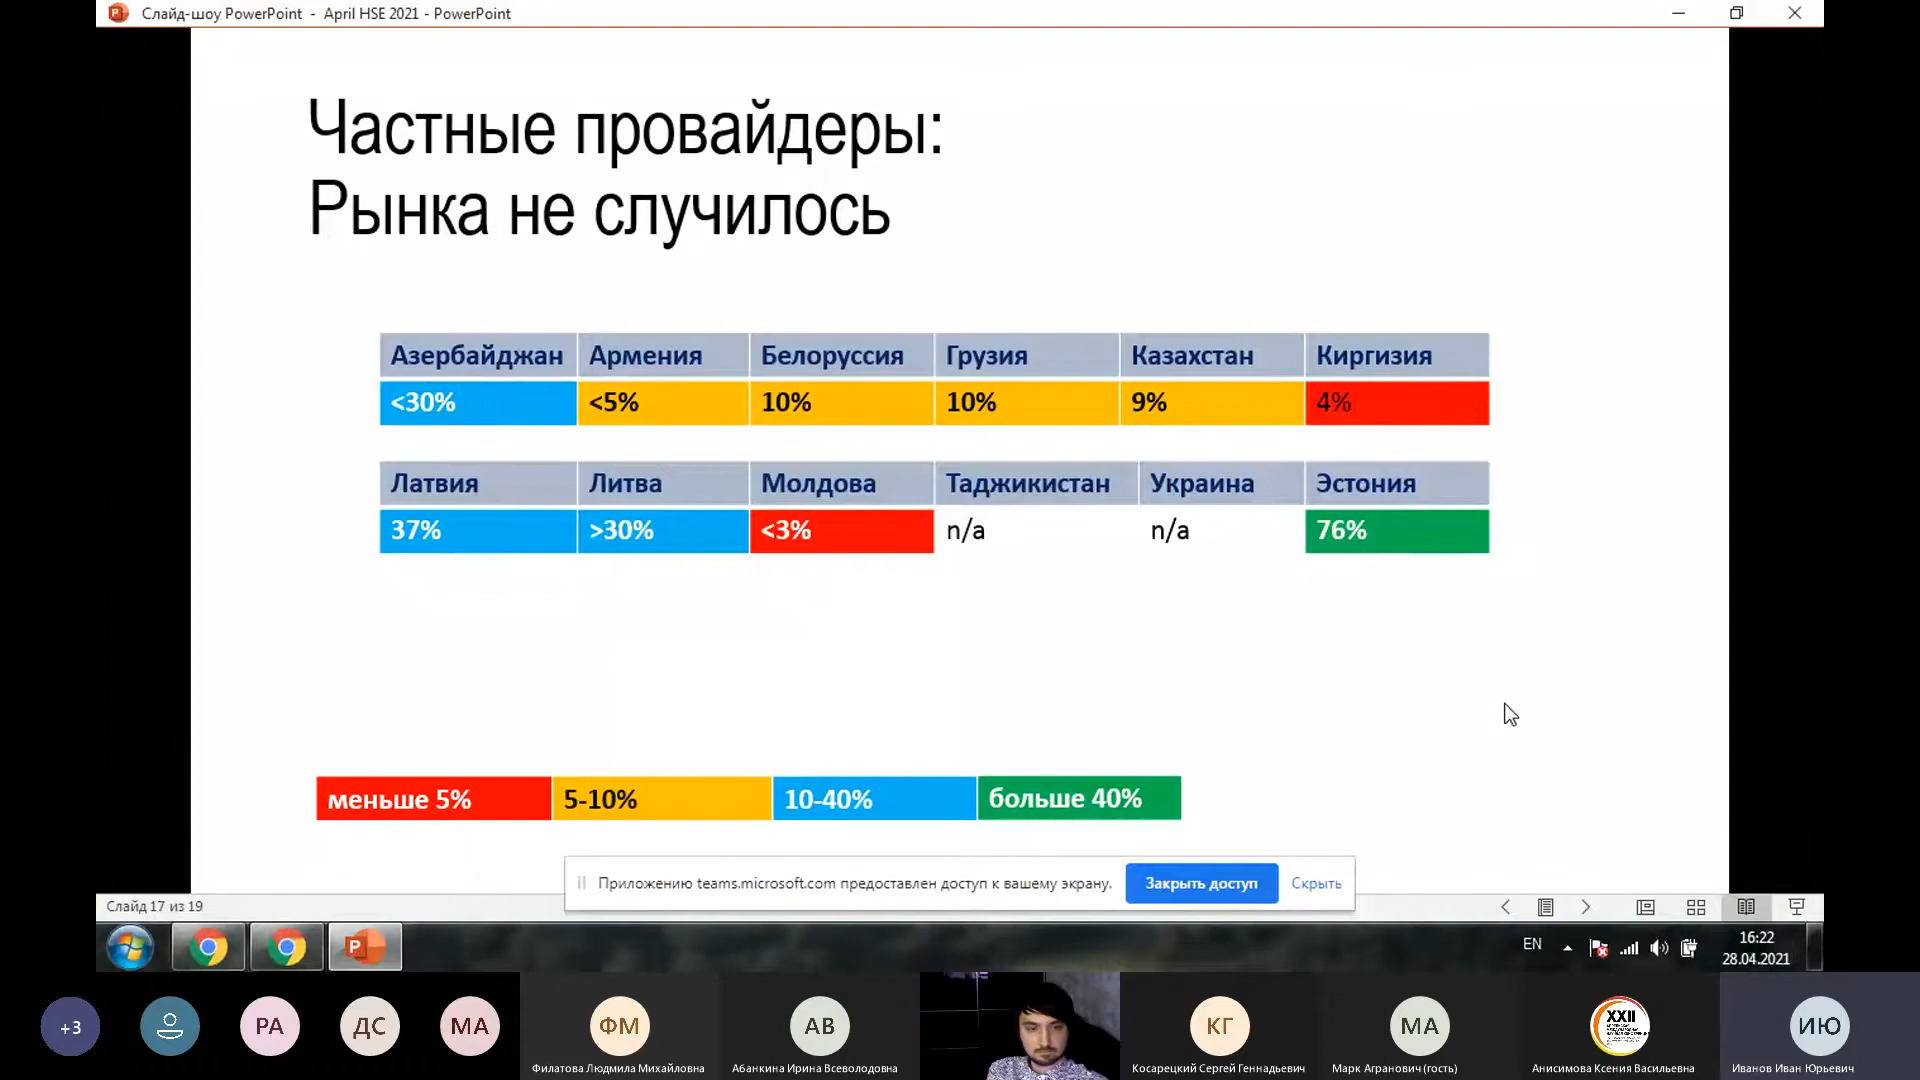 Слайд-шоу PowerPoint - April HSE 2021 - PowerPoint
Частные провайдеры:
Рынка не случилось
Азербайджан Армения Белоруссия Грузия Казахстан Киргизия
<30% <5% 10% 10% 9% 4%
Латвия Литва Молдова Таджикистан Украина Эстония
37% >30% <3% n/a n/a 76%
меньше 5% 5-10% 10-40% больше 40%
Приложению teams.microsoft.com предоставлен доступ к вашему экрану. Закрыть доступ Скрыть
Слайд 17 из 19
EN 16:22
28.04.2021
+3 РА ДС МА ФМ АВ КГ МА XXII ИЮ
Филатова Людмила Михайловна Абанкина Ирина Всеволодовна Косарецкий Сергей Геннадьевич Марк Агранович (гость) Анисимова Ксения Васильевна Иванов Иван Юрьевич